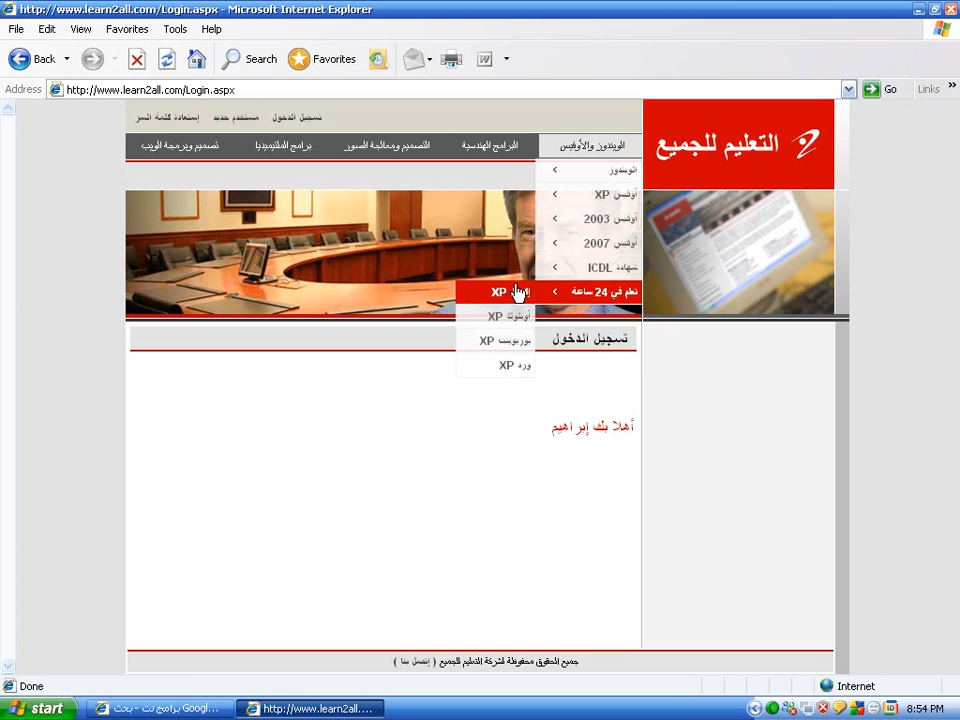 http://www.learn2all.com/Login.aspx - Microsoft Internet Explorer
File Edit View Favorites Tools Help
Back Search Favorites
Address http://www.learn2all.com/Login.aspx Go Links
تسجيل الدخول مستخدم جديد إستعادة كلمة السر
التعليم للجميع
الويندوز والأوفيس البرامج الهندسية التصميم ومعالجة الصور برامج الملتيميديا تصميم وبرمجة الويب
الويندوز
أوفيس XP
أوفيس 2003
أوفيس 2007
شهادة ICDL
تعلم في 24 ساعة
XP
أوتلوك XP
بوربوينت XP
ورد XP
تسجيل الدخول
أهلا بك إبراهيم
جميع الحقوق محفوظة لشركة التعليم للجميع ( إتصل بنا )
Done Internet
start برامج نت - بحث Googl... http://www.learn2all.... 8:54 PM